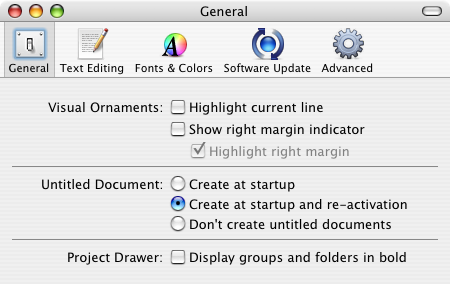 General
General Text Editing Fonts & Colors Software Update Advanced
Visual Ornaments: Highlight current line
Show right margin indicator
Highlight right margin
Untitled Document: Create at startup
Create at startup and re-activation
Don't create untitled documents
Project Drawer: Display groups and folders in bold